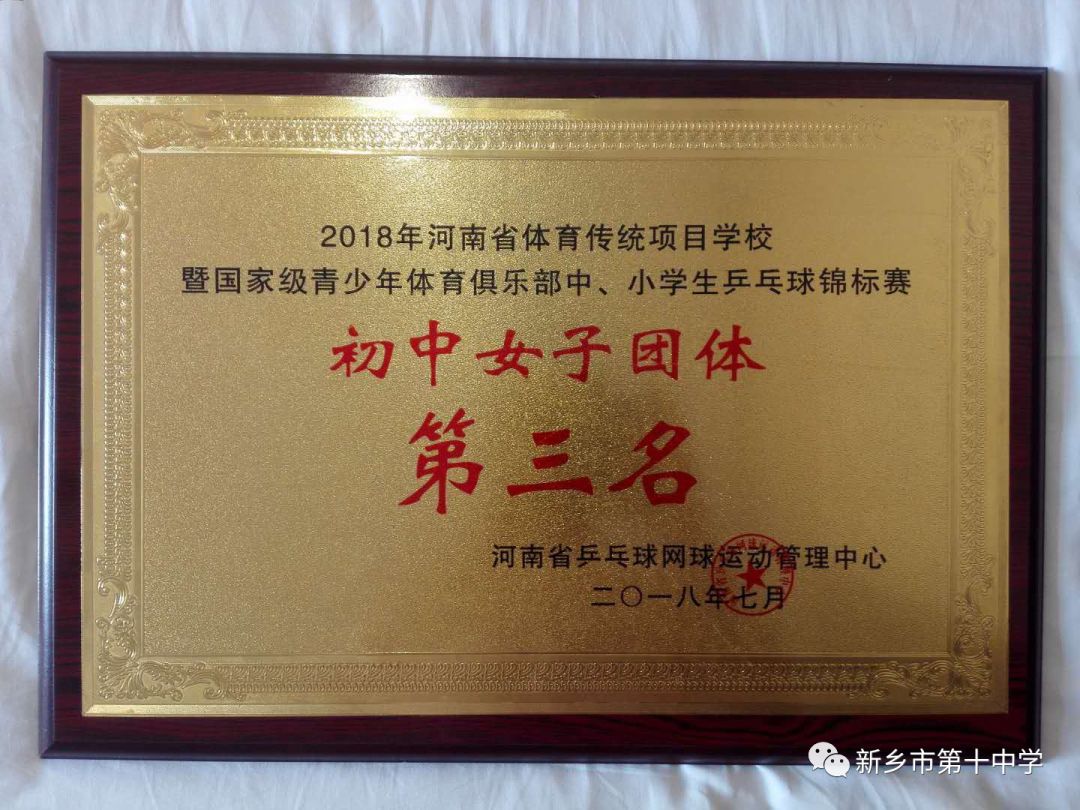 2018年河南省体育传统项目学校
暨国家级青少年体育俱乐部中、小学生乒乓球锦标赛
初中女子团体
第三名
河南省乒乓球网球运动管理中心
二〇一八年七月
新乡市第十中学